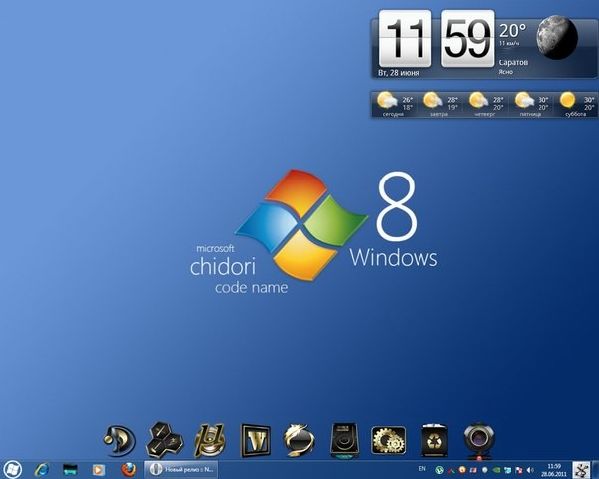 11 59
20°
11 км/ч
Саратов
Ясно
Вт, 28 июня
26° 28° 28° 30° 30°
18° 19° 20° 20° 20°
сегодня завтра четверг пятница суббота
8
microsoft
chidori
Windows
code name
W
Новый релиз :: N...
EN
11:59
28.06.2011